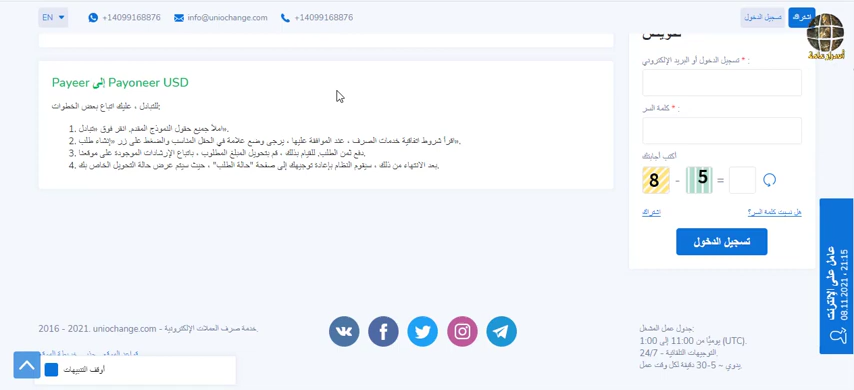 EN
+14099168876
info@uniochange.com
+14099168876
تسجيل الدخول
اشتراك
أسرار دامعة
تعويض
Payeer إلى Payoneer USD
للتبادل ، عليك اتباع بعض الخطوات:
1. املأ جميع حقول النموذج المقدم. انقر فوق «تبادل».
2. اقرأ شروط اتفاقية خدمات الصرف ، عند الموافقة عليها ، يرجى وضع علامة في الحقل المناسب والضغط على زر «إنشاء طلب».
3. دفع ثمن الطلب. للقيام بذلك ، قم بتحويل المبلغ المطلوب ، باتباع الإرشادات الموجودة على موقعنا.
4. بعد الانتهاء من ذلك ، سيقوم النظام بإعادة توجيهك إلى صفحة "حالة الطلب" ، حيث سيتم عرض حالة التحويل الخاص بك.
تسجيل الدخول أو البريد الإلكتروني * :
كلمة السر * :
أكتب أجابتك
8 - 5 =
اشتراك
هل نسيت كلمة السر؟
تسجيل الدخول
عامل على الإنترنت
08.11.2021 ، 21:15
2016 - 2021. uniochange.com - خدمة صرف العملات الإلكترونية.
جدول عمل المشغل:
يوميًا من 11:00 إلى 1:00 (UTC).
التوجيهات التلقائية - 24/7.
يدوي – 5-30 دقيقة لكل وقت عمل
أوقف التنبيهات